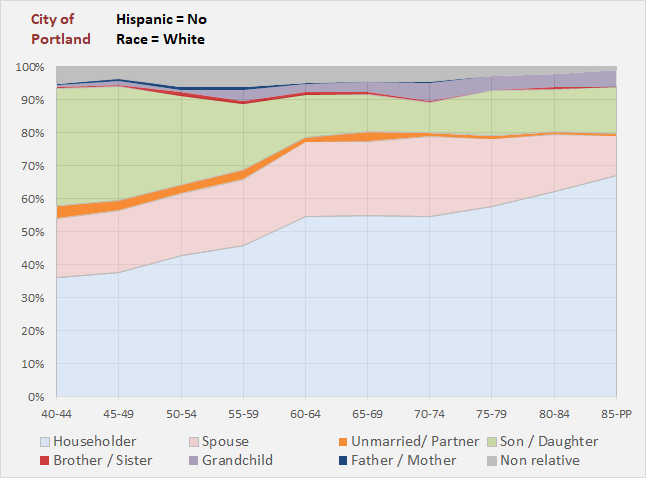 City of Hispanic = No
Portland Race = White
100%
90%
80%
70%
60%
50%
40%
30%
20%
10%
0%
40-44 45-49 50-54 55-59 60-64 65-69 70-74 75-79 80-84 85-PP
Householder Spouse Unmarried/ Partner Son / Daughter
Brother / Sister Grandchild Father / Mother Non relative